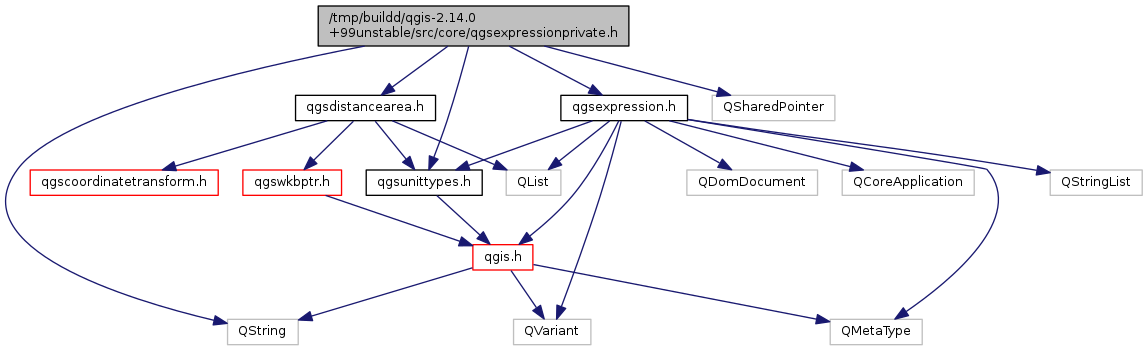 /tmp/buildd/qgis-2.14.0
+99unstable/src/core/qgsexpressionprivate.h
qgsdistancearea.h
qgsexpression.h
QSharedPointer
qgscoordinatetransform.h
qgswkbptr.h
qgsunittypes.h
QList
QDomDocument
QCoreApplication
QStringList
qgis.h
QString
QVariant
QMetaType